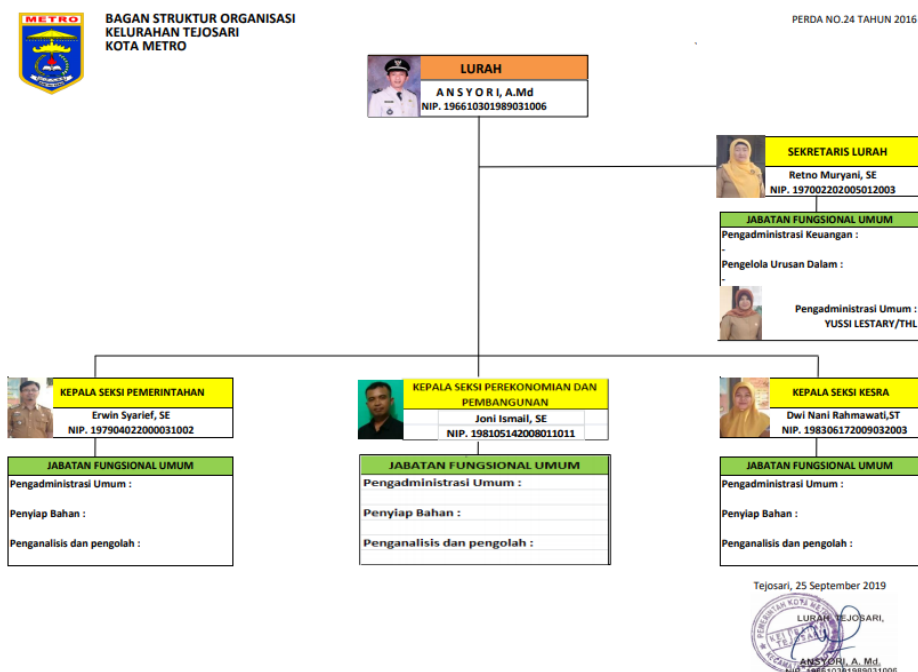 METRO
BAGAN STRUKTUR ORGANISASI
KELURAHAN TEJOSARI
KOTA METRO
PERDA NO.24 TAHUN 2016
LURAH
A N S Y O R I, A.Md
NIP. 196610301989031006
SEKRETARIS LURAH
Retno Muryani, SE
NIP. 197002202005012003
JABATAN FUNGSIONAL UMUM
Pengadministrasi Keuangan :
-
Pengelola Urusan Dalam :
-
Pengadministrasi Umum :
YUSSI LESTARY/THL
KEPALA SEKSI PEMERINTAHAN
Erwin Syarief, SE
NIP. 197904022000031002
JABATAN FUNGSIONAL UMUM
Pengadministrasi Umum :
Penyiap Bahan :
Penganalisis dan pengolah :
KEPALA SEKSI PEREKONOMIAN DAN
PEMBANGUNAN
Joni Ismail, SE
NIP. 198105142008011011
JABATAN FUNGSIONAL UMUM
Pengadministrasi Umum :
Penyiap Bahan :
Penganalisis dan pengolah :
KEPALA SEKSI KESRA
Dwi Nani Rahmawati,ST
NIP. 198306172009032003
JABATAN FUNGSIONAL UMUM
Pengadministrasi Umum :
Penyiap Bahan :
Penganalisis dan pengolah :
Tejosari, 25 September 2019
LURAH TEJOSARI,
PEMERINTAH KOTA METRO
TEJOSARI
ANSYORI, A. Md.